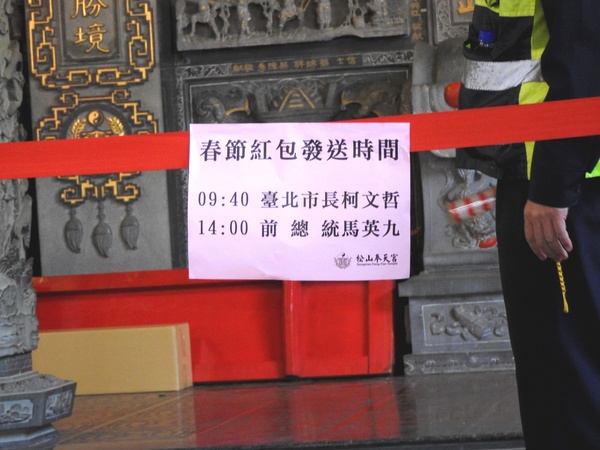 勝
境
春節紅包發送時間
09:40 臺北市長柯文哲
14:00 前總統馬英九
松山奉天宮